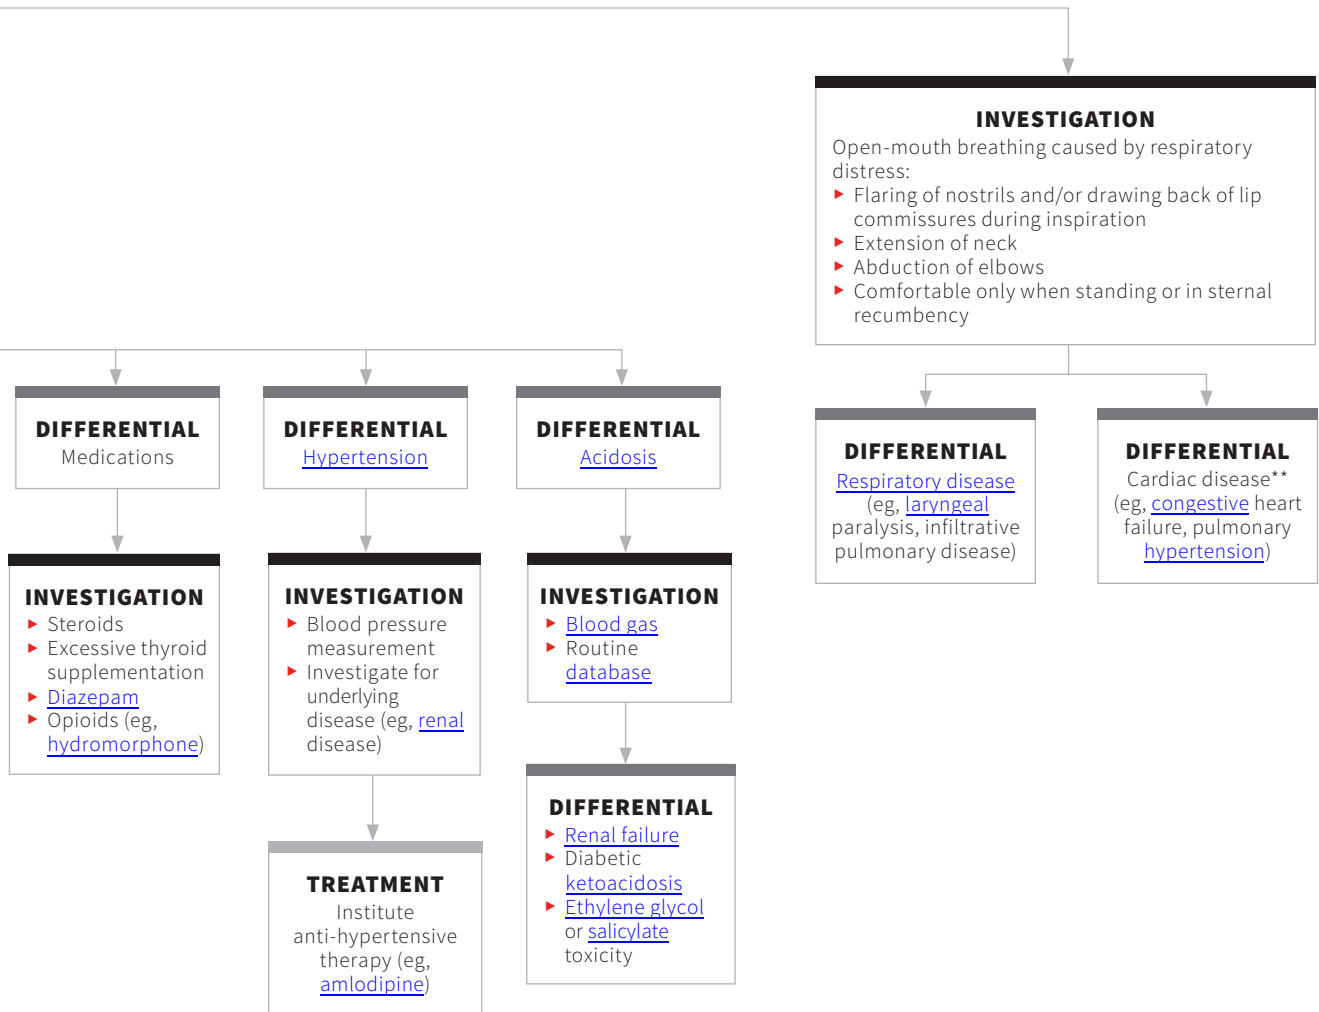 INVESTIGATION
Open-mouth breathing caused by respiratory
distress:
► Flaring of nostrils and/or drawing back of lip
commissures during inspiration
► Extension of neck
► Abduction of elbows
► Comfortable only when standing or in sternal
recumbency
DIFFERENTIAL
Medications
DIFFERENTIAL
Hypertension
DIFFERENTIAL
Acidosis
DIFFERENTIAL
Respiratory disease
(eg, laryngeal
paralysis, infiltrative
pulmonary disease)
DIFFERENTIAL
Cardiac disease**
(eg, congestive heart
failure, pulmonary
hypertension)
INVESTIGATION
► Steroids
► Excessive thyroid
supplementation
► Diazepam
► Opioids (eg,
hydromorphone)
INVESTIGATION
► Blood pressure
measurement
► Investigate for
underlying
disease (eg, renal
disease)
INVESTIGATION
► Blood gas
► Routine
database
TREATMENT
Institute
anti-hypertensive
therapy (eg,
amlodipine)
DIFFERENTIAL
► Renal failure
► Diabetic
ketoacidosis
► Ethylene glycol
or salicylate
toxicity